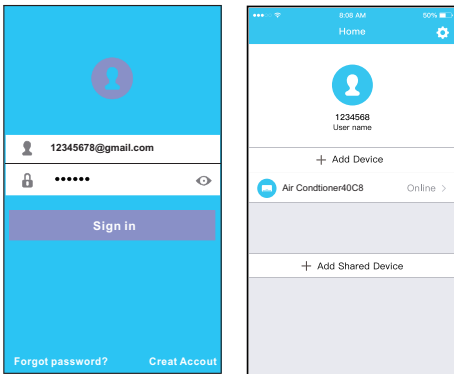 12345678@gmail.com
••••••
Sign in
Forgot password? Creat Accout
8:08 AM 50%
Home
1234568
User name
+ Add Device
Air Condtioner40C8 Online >
+ Add Shared Device